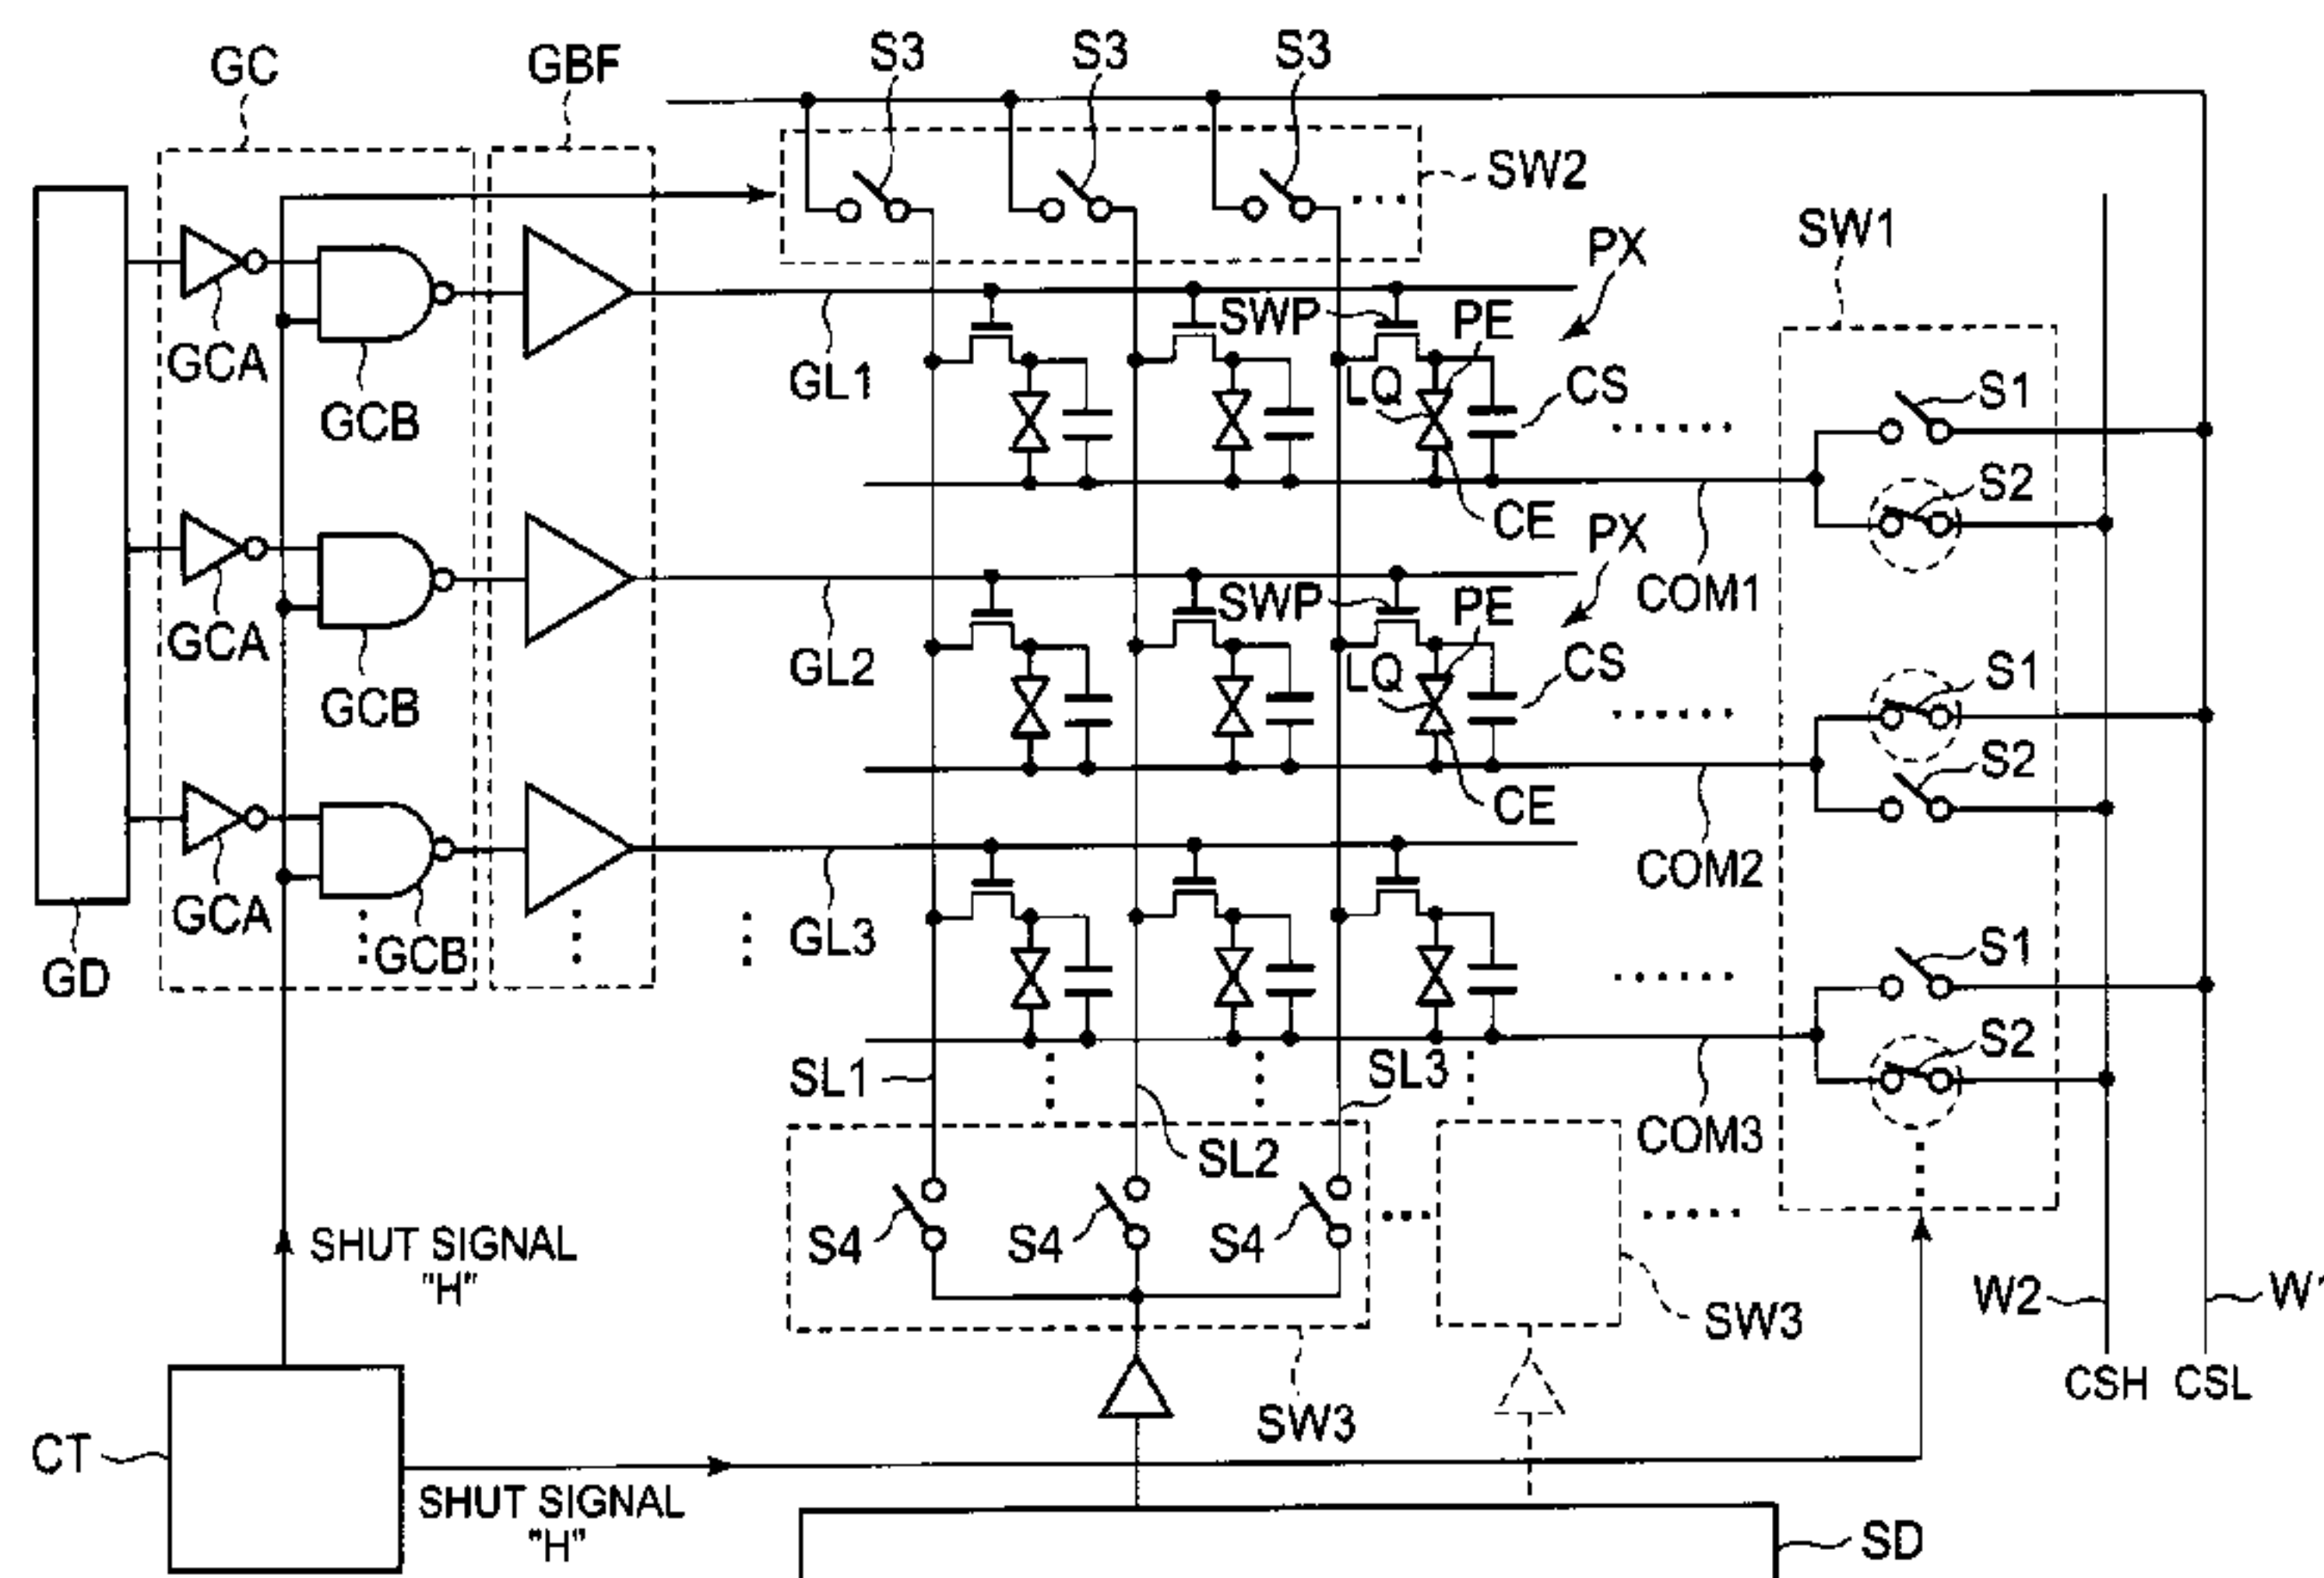 GC
GBF
S3
S3
S3
SW2
SW1
PX
SWP
PE
GCA
GCB
GL1
LQ
CS
S1
S2
CE
PX
COM1
SWP
PE
GCA
GCB
GL2
LQ
CS
S1
S2
CE
COM2
GCA
GCB
GL3
GD
S1
S2
SL1
SL3
SL2
COM3
S4
S4
S4
SHUT SIGNAL
"H"
SW3
W2
W1
CSH
CSL
SW3
CT
SHUT SIGNAL
"H"
SD